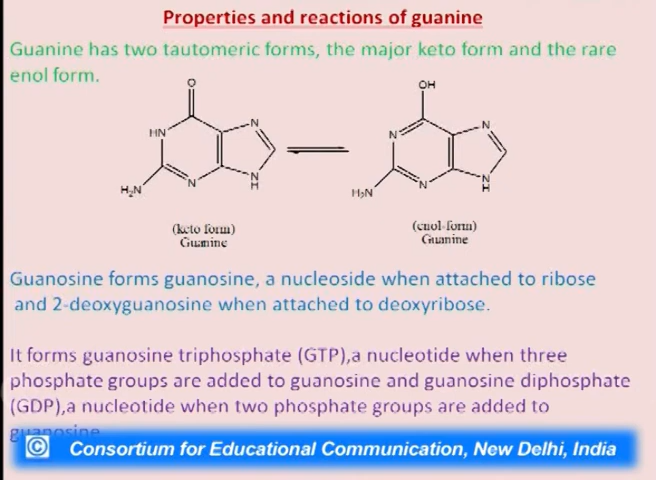 Properties and reactions of guanine
Guanine has two tautomeric forms, the major keto form and the rare
enol form.
O
OH
HN
N
N
N
H
H₂N
N
N
N
N
H
H₂N
(keto form)
Guanine
(enol-form)
Guanine
Guanosine forms guanosine, a nucleoside when attached to ribose
and 2-deoxyguanosine when attached to deoxyribose.
It forms guanosine triphosphate (GTP),a nucleotide when three
phosphate groups are added to guanosine and guanosine diphosphate
(GDP),a nucleotide when two phosphate groups are added to
guanosine
© Consortium for Educational Communication, New Delhi, India